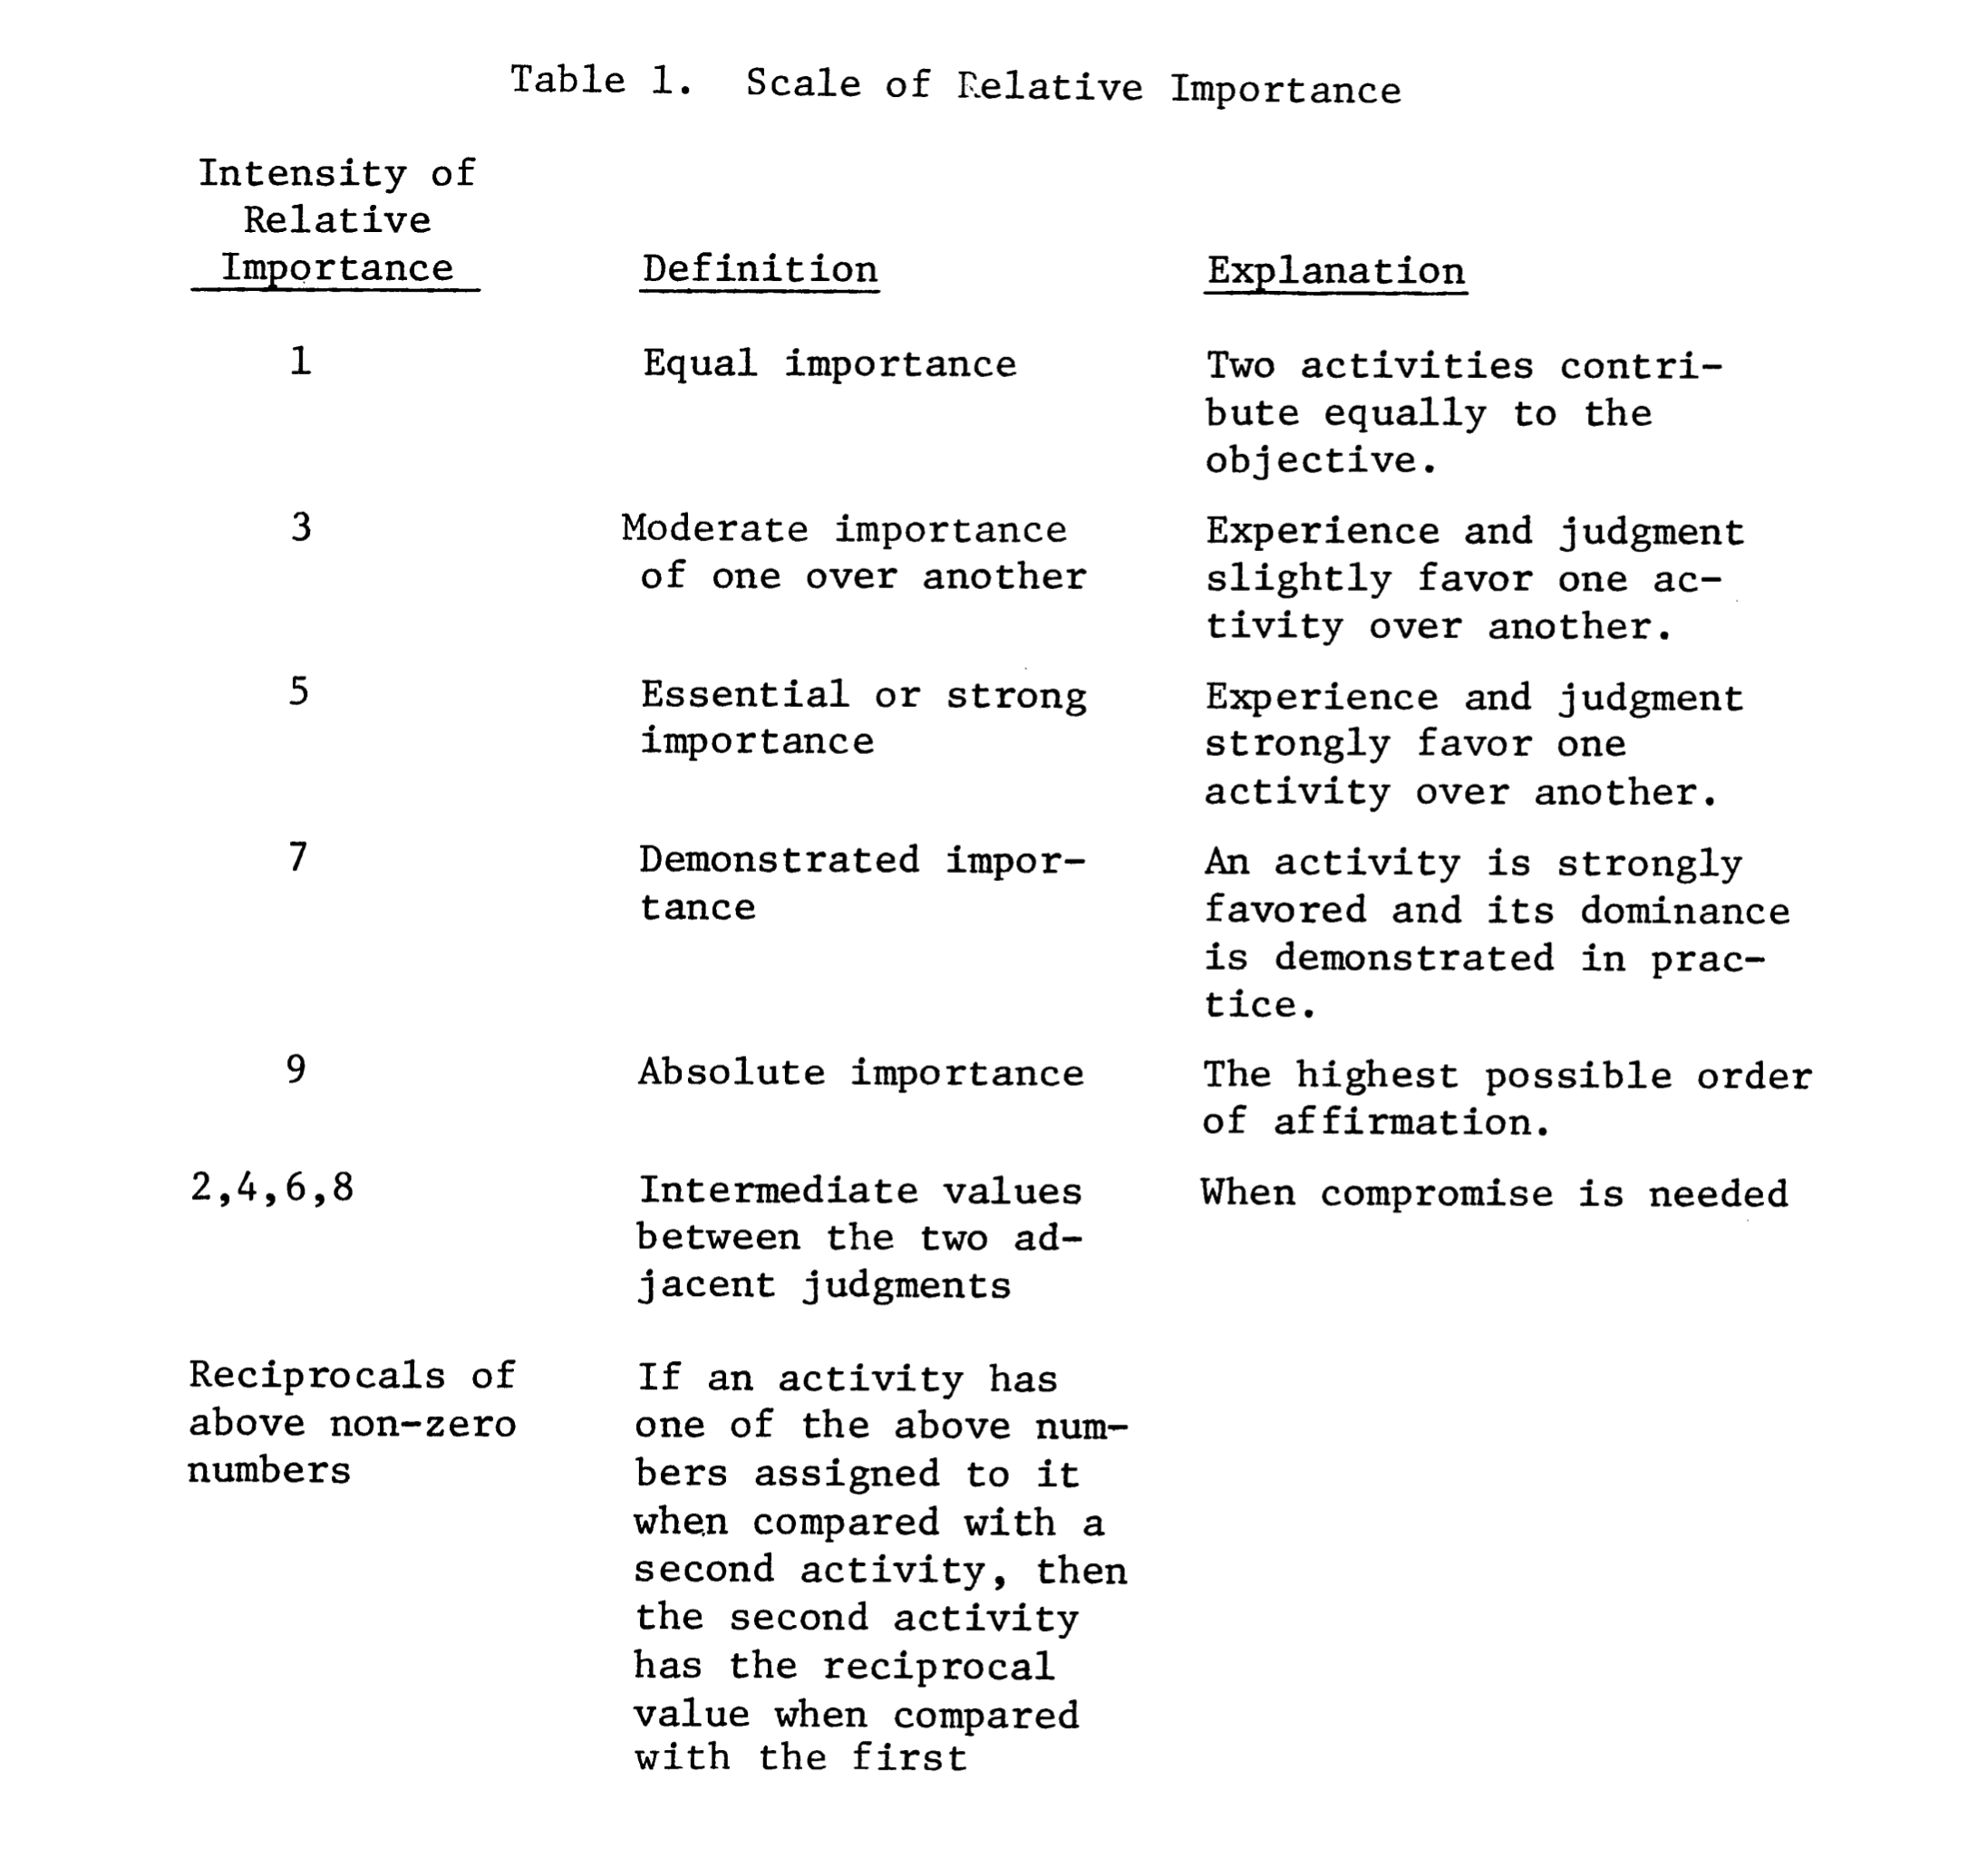 Table 1. Scale of Relative Importance
Intensity of
Relative
Importance
Definition
Explanation
1
Equal importance
Two activities contri-
bute equally to the
objective.
3
Moderate importance
of one over another
Experience and judgment
slightly favor one ac-
tivity over another.
5
Essential or strong
importance
Experience and judgment
strongly favor one
activity over another.
7
Demonstrated impor-
tance
An activity is strongly
favored and its dominance
is demonstrated in prac-
tice.
9
Absolute importance
The highest possible order
of affirmation.
2,4,6,8
Intermediate values
between the two ad-
jacent judgments
When compromise is needed
Reciprocals of
above non-zero
numbers
If an activity has
one of the above num-
bers assigned to it
when compared with a
second activity, then
the second activity
has the reciprocal
value when compared
with the first